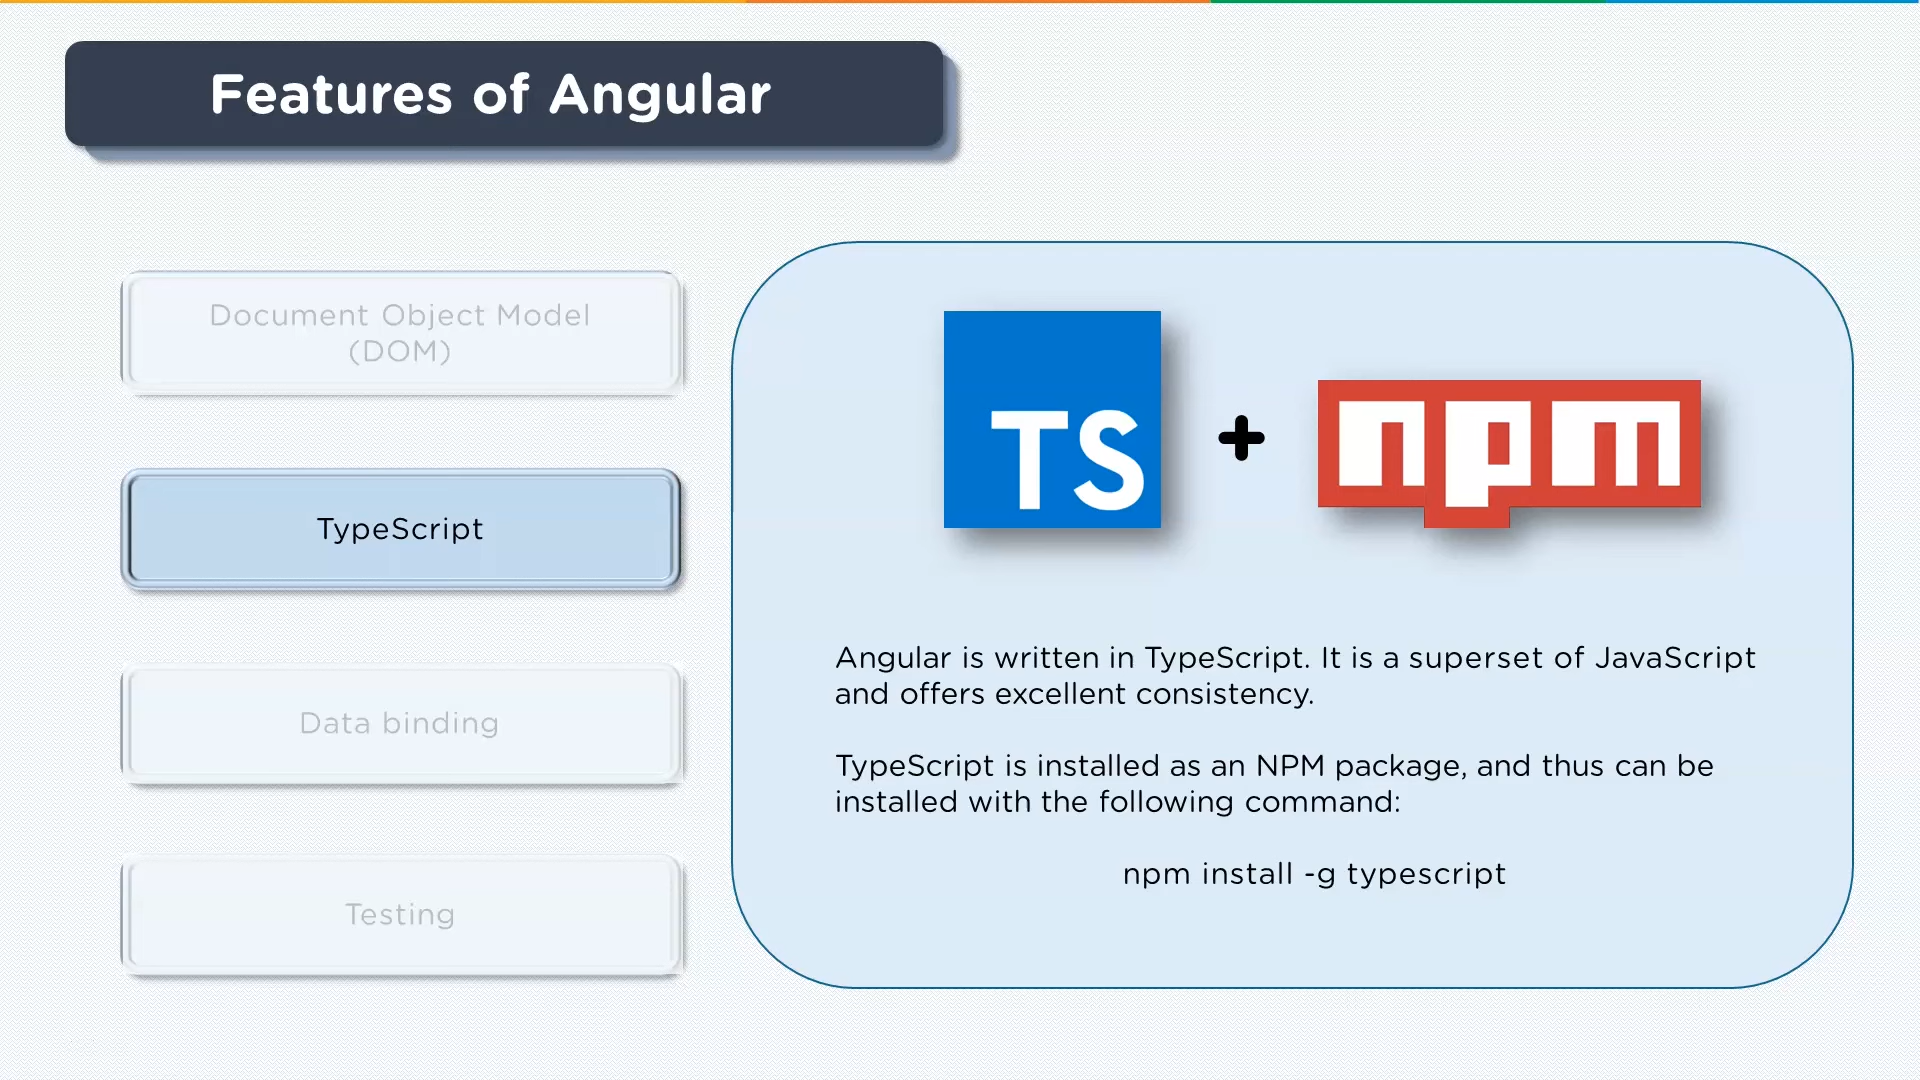 Features of Angular
Document Object Model
(DOM)
TypeScript
Data binding
Testing
TS
+
npm
Angular is written in TypeScript. It is a superset of JavaScript
and offers excellent consistency.
TypeScript is installed as an NPM package, and thus can be
installed with the following command:
npm install -g typescript